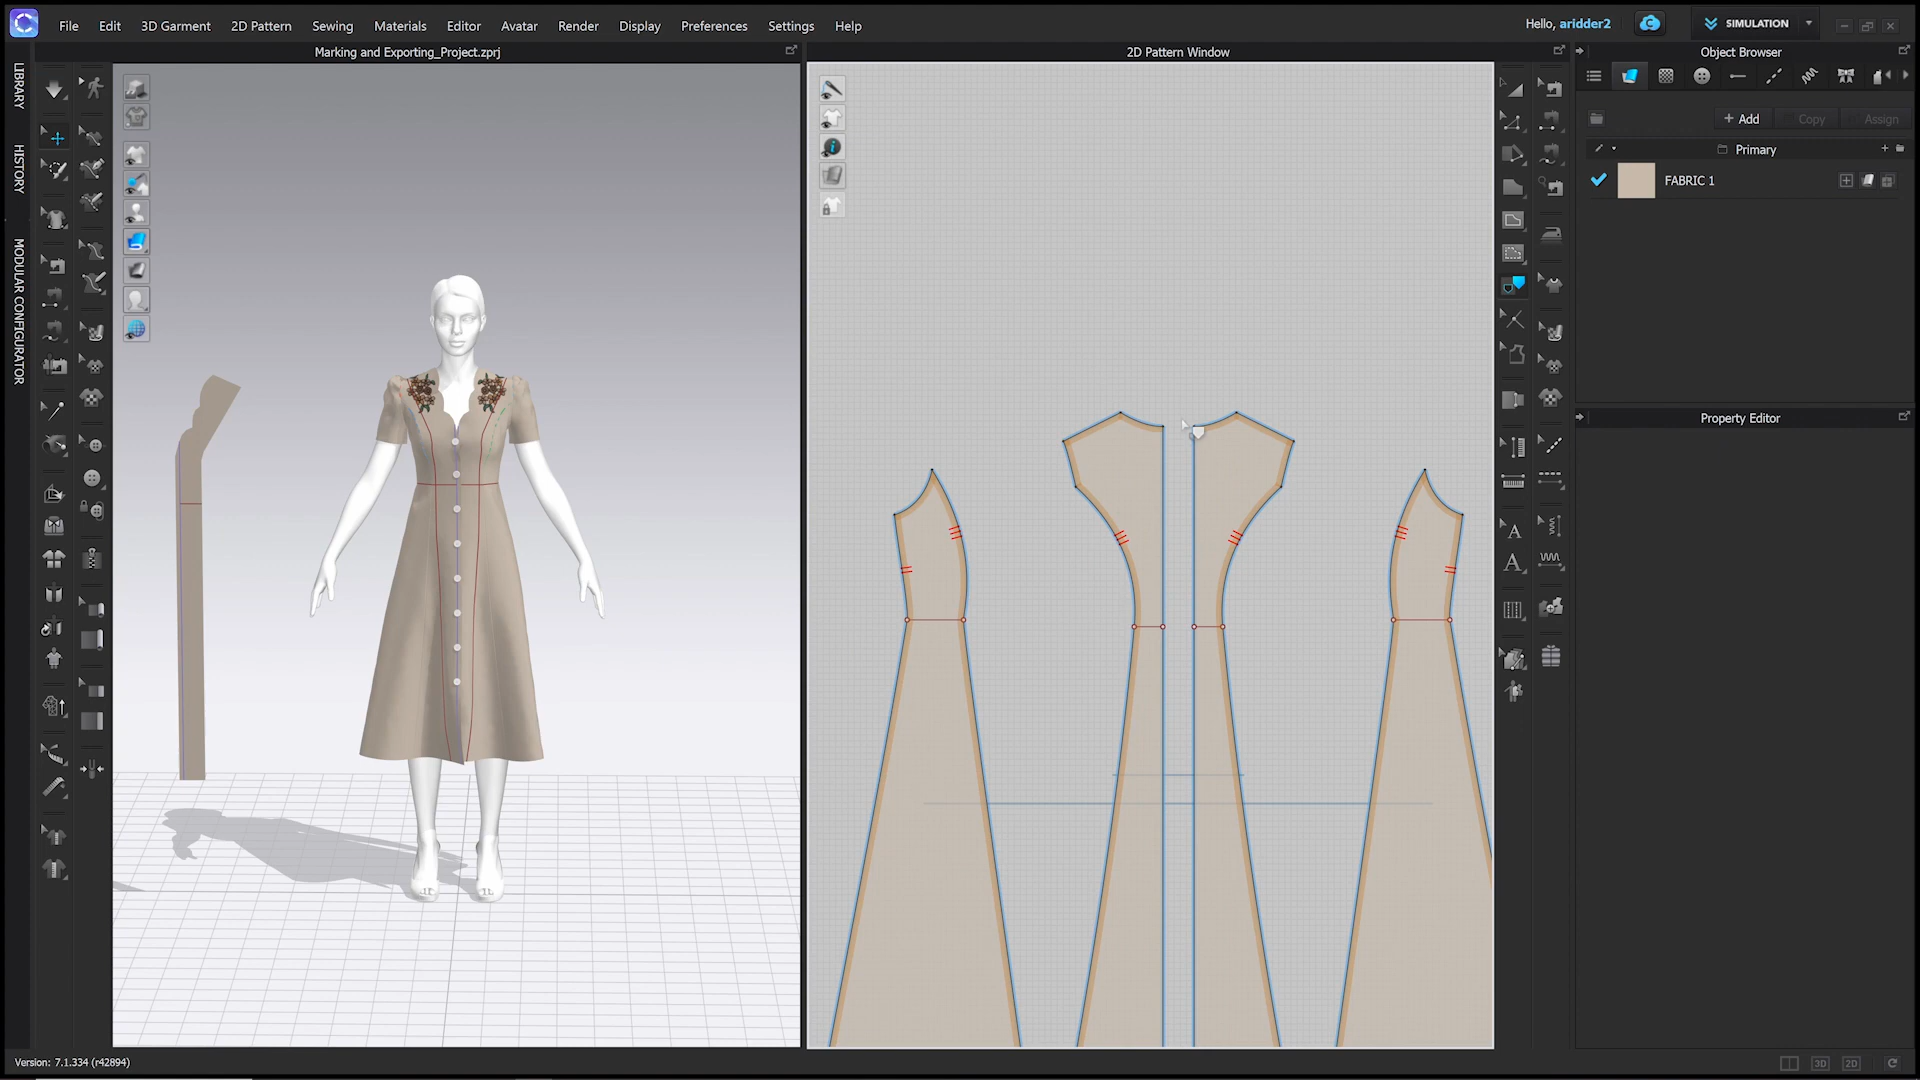 File Edit 3D Garment 2D Pattern Sewing Materials Editor Avatar Render Display Preferences Settings Help
Hello, aridder2
SIMULATION
Marking and Exporting_Project.zprj
2D Pattern Window
Object Browser
LIBRARY
HISTORY
MODULAR CONFIGURATOR
+ Add
Copy
Assign
Primary
FABRIC 1
Property Editor
A
A
Version: 7.1.334 (r42894)
3D
2D